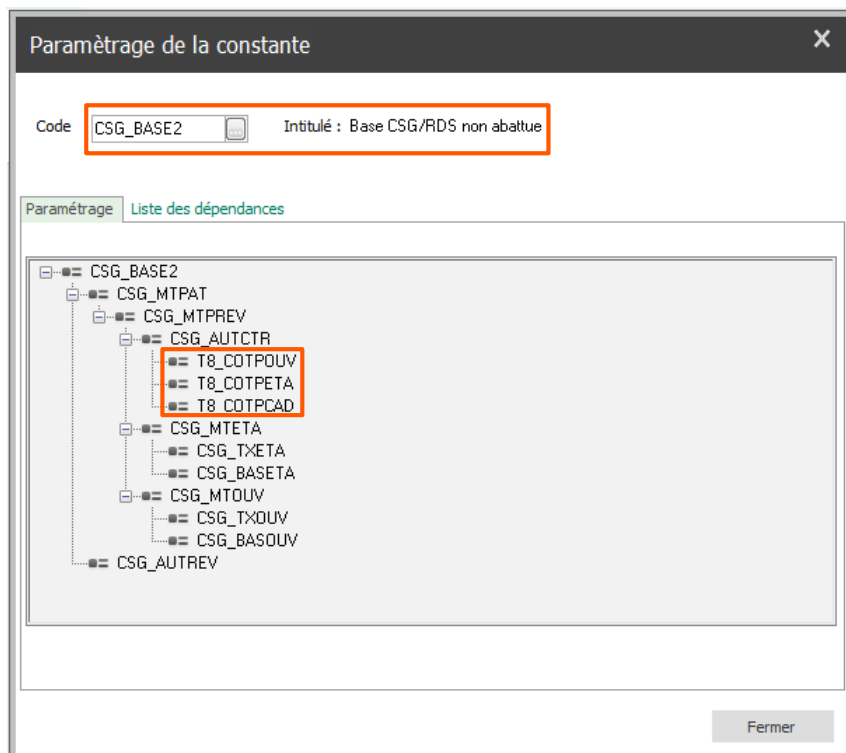 Paramètrage de la constante
Code CSG_BASE2 ... Intitulé : Base CSG/RDS non abattue
Paramétrage Liste des dépendances
CSG_BASE2
CSG_MTPAT
CSG_MTPREV
CSG_AUTCTR
T8_COTPOUV
T8_COTPETA
T8_COTPCAD
CSG_MTETA
CSG_TXETA
CSG_BASETA
CSG_MTOUV
CSG_TXOUV
CSG_BASOUV
CSG_AUTREV
Fermer